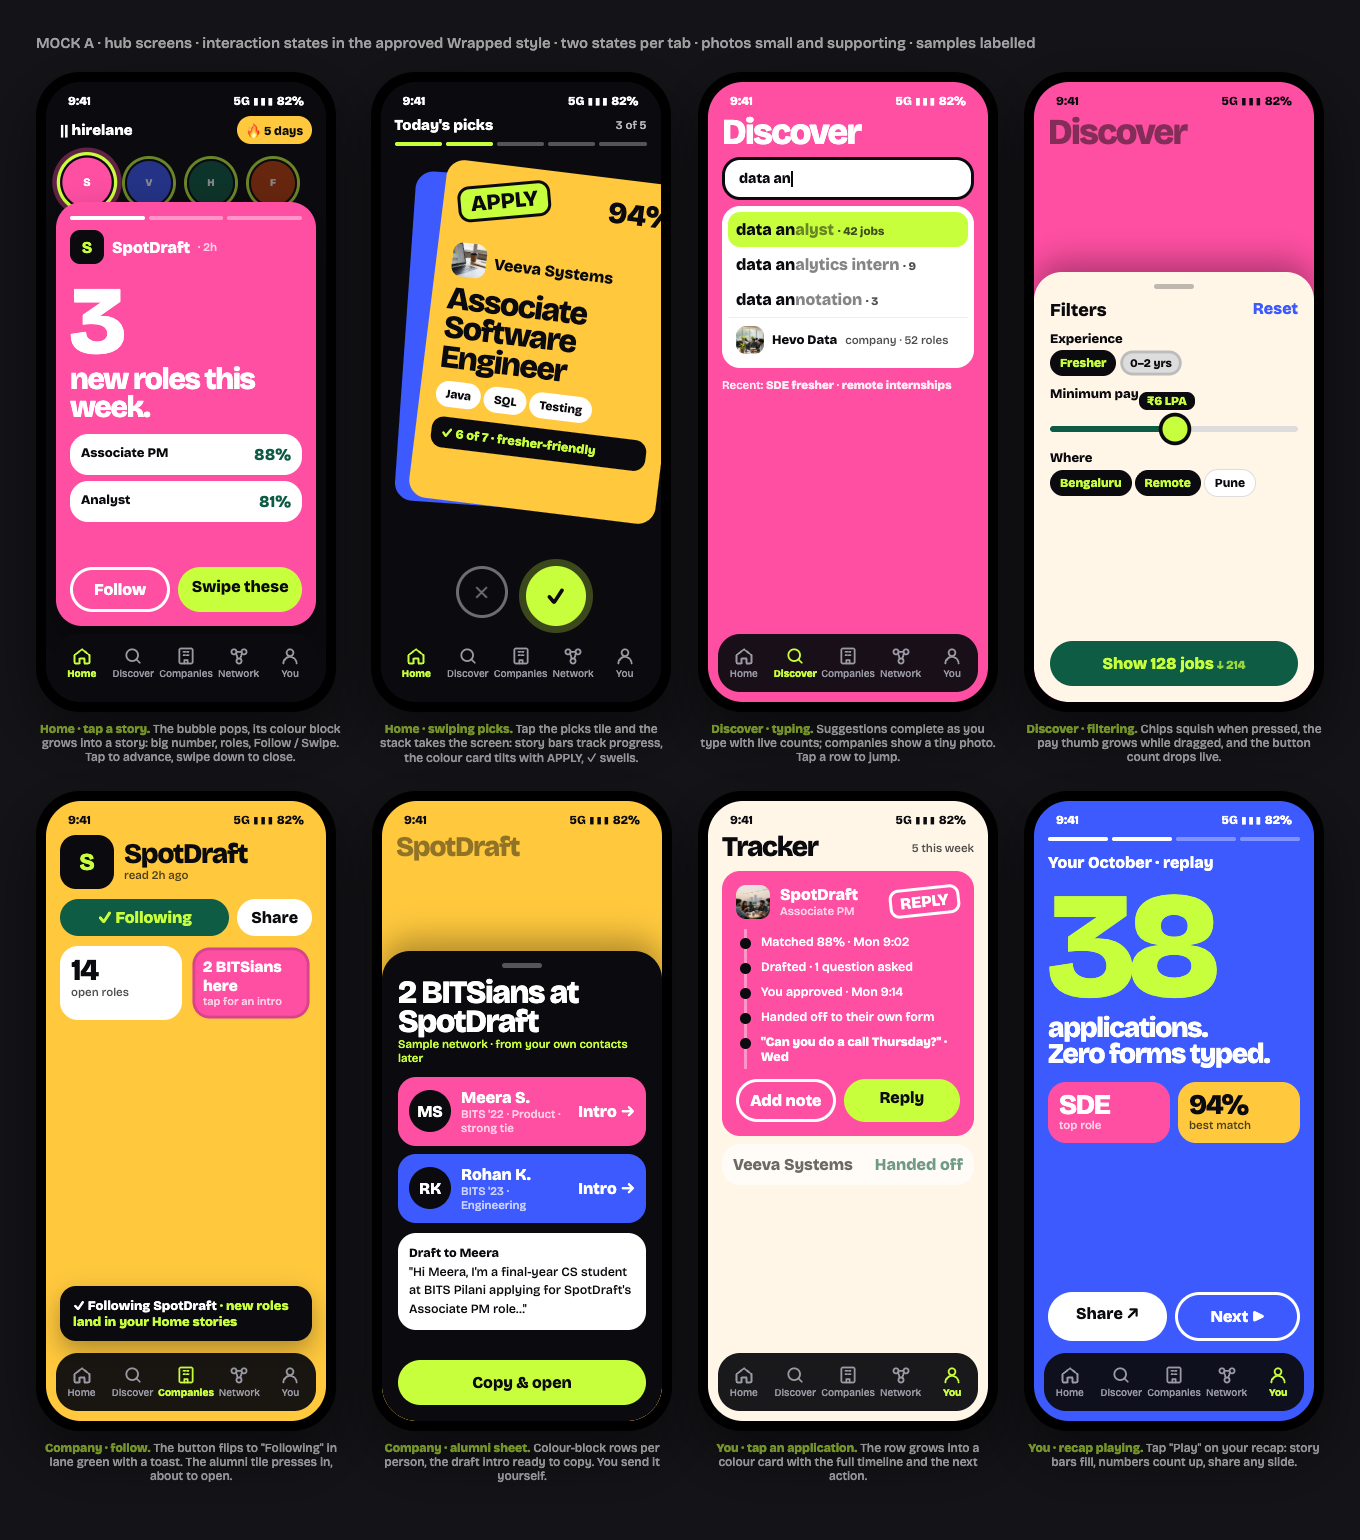 MOCK A · hub screens · interaction states in the approved Wrapped style · two states per tab · photos small and supporting · samples labelled
9:41
5G 82%
hirelane
🔥 5 days
S
V
H
F
S
SpotDraft · 2h
3
new roles this
week.
Associate PM
88%
Analyst
81%
Follow
Swipe these
Home
Discover
Companies
Network
You
Home · tap a story. The bubble pops, its colour block
grows into a story: big number, roles, Follow / Swipe.
Tap to advance, swipe down to close.
9:41
5G 82%
Today's picks
3 of 5
APPLY
94%
Veeva Systems
Associate
Software
Engineer
Java
SQL
Testing
✓ 6 of 7 · fresher-friendly
✕
✓
Home
Discover
Companies
Network
You
Home · swiping picks. Tap the picks tile and the
stack takes the screen: story bars track progress,
the colour card tilts with APPLY, ✓ swells.
9:41
5G 82%
Discover
data an
data analyst · 42 jobs
data analytics intern · 9
data annotation · 3
Hevo Data company · 52 roles
Recent: SDE fresher · remote internships
Home
Discover
Companies
Network
You
Discover · typing. Suggestions complete as you
type with live counts; companies show a tiny photo.
Tap a row to jump.
9:41
5G 82%
Discover
Filters
Reset
Experience
Fresher
0–2 yrs
Minimum pay
₹6 LPA
Where
Bengaluru
Remote
Pune
Show 128 jobs ↓ 214
Discover · filtering. Chips squish when pressed, the
pay thumb grows while dragged, and the button
count drops live.
9:41
5G 82%
S
SpotDraft
read 2h ago
✓ Following
Share
14
open roles
2 BITSians
here
tap for an intro
✓ Following SpotDraft · new roles
land in your Home stories
Home
Discover
Companies
Network
You
Company · follow. The button flips to "Following" in
lane green with a toast. The alumni tile presses in,
about to open.
9:41
5G 82%
SpotDraft
2 BITSians at
SpotDraft
Sample network · from your own contacts
later
MS
Meera S.
BITS '22 · Product ·
strong tie
Intro →
RK
Rohan K.
BITS '23 ·
Engineering
Intro →
Draft to Meera
"Hi Meera, I'm a final-year CS student
at BITS Pilani applying for SpotDraft's
Associate PM role..."
Copy & open
Company · alumni sheet. Colour-block rows per
person, the draft intro ready to copy. You send it
yourself.
9:41
5G 82%
Tracker
5 this week
SpotDraft
Associate PM
REPLY
Matched 88% · Mon 9:02
Drafted · 1 question asked
You approved · Mon 9:14
Handed off to their own form
"Can you do a call Thursday?" ·
Wed
Add note
Reply
Veeva Systems
Handed off
Home
Discover
Companies
Network
You
You · tap an application. The row grows into a
colour card with the full timeline and the next
action.
9:41
5G 82%
Your October · replay
38
applications.
Zero forms typed.
SDE
top role
94%
best match
Share ↗
Next ▶
Home
Discover
Companies
Network
You
You · recap playing. Tap "Play" on your recap: story
bars fill, numbers count up, share any slide.